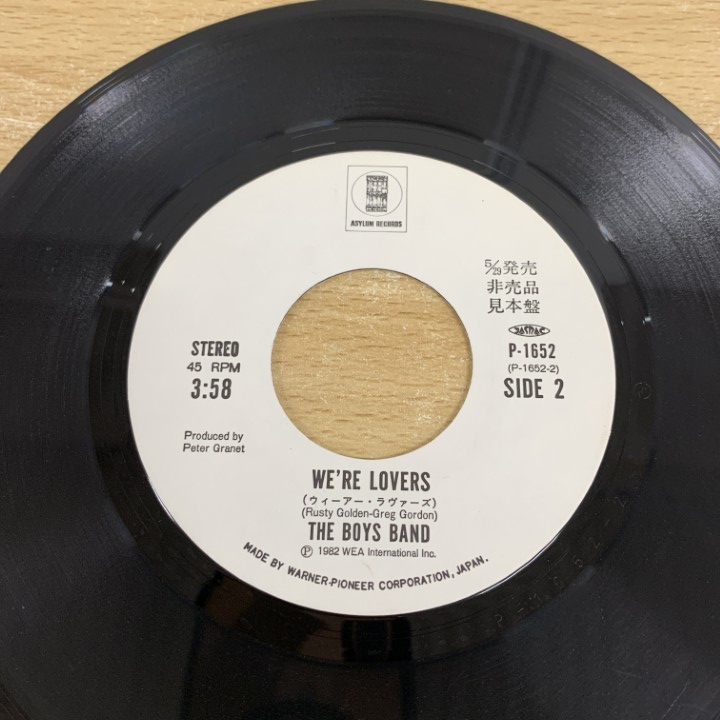 ASYLUM RECORDS
5/29発売
非売品
見本盤
JASRAC
STEREO
45 RPM
3:58
P-1652
(P-1652-2)
SIDE 2
Produced by
Peter Granet
WE'RE LOVERS
(ウィーアー・ラヴァーズ)
(Rusty Golden-Greg Gordon)
THE BOYS BAND
Ⓟ 1982 WEA International Inc.
MADE BY WARNER-PIONEER CORPORATION, JAPAN.